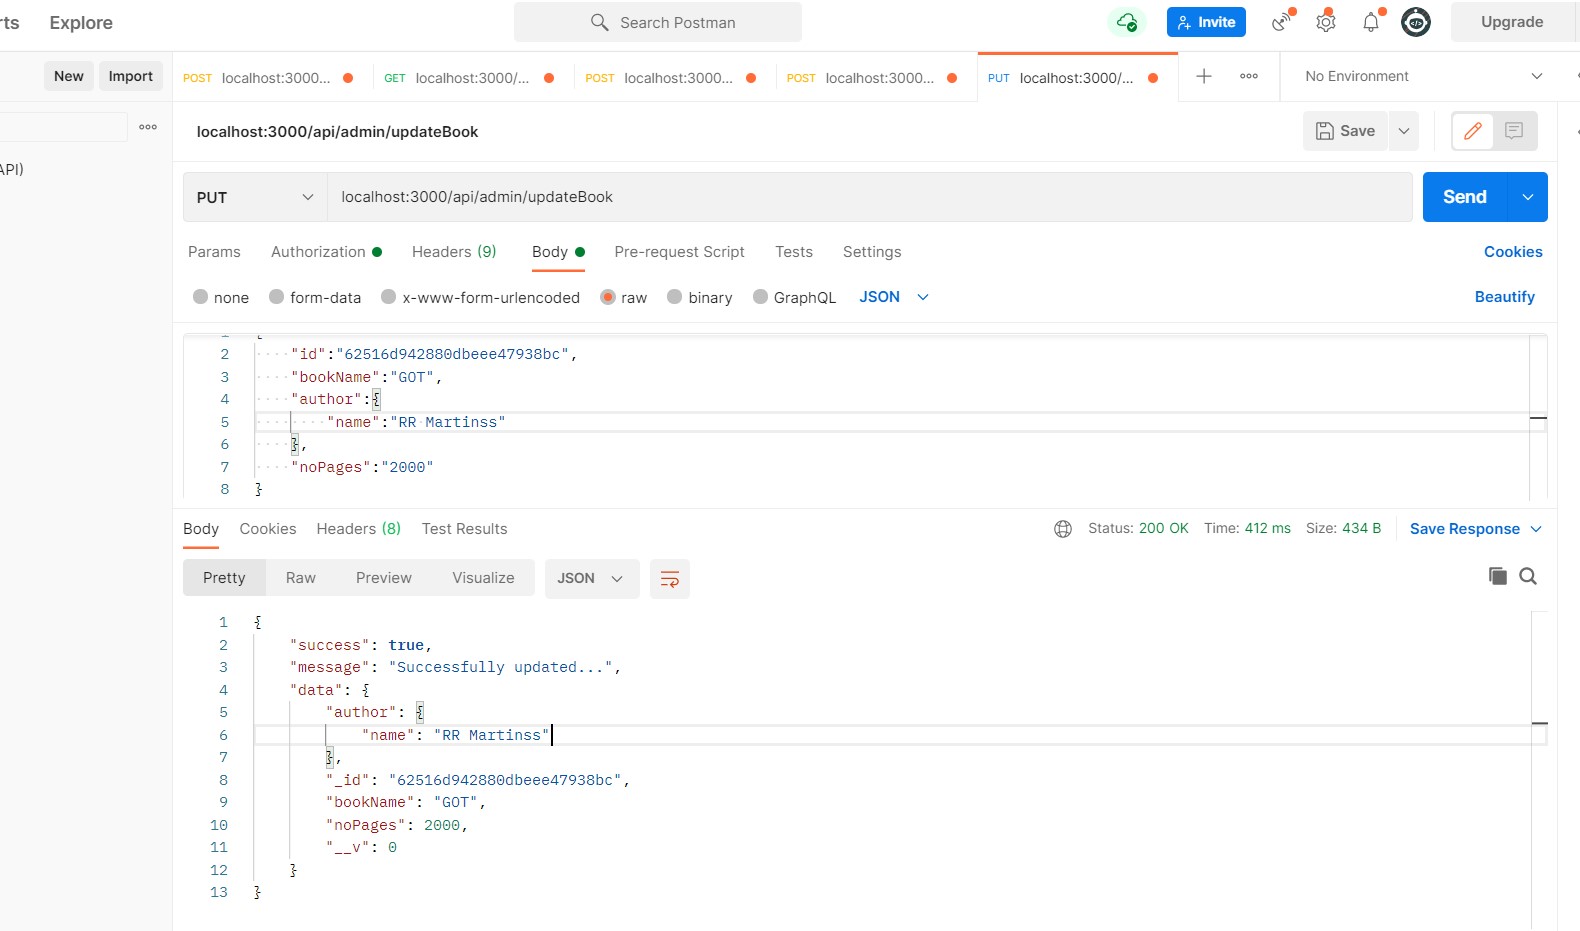 rts Explore Search Postman Invite Upgrade
New Import POST localhost:3000... GET localhost:3000/... POST localhost:3000... POST localhost:3000... PUT localhost:3000/... No Environment
localhost:3000/api/admin/updateBook Save
API)
PUT localhost:3000/api/admin/updateBook Send
Params Authorization Headers (9) Body Pre-request Script Tests Settings Cookies
none form-data x-www-form-urlencoded raw binary GraphQL JSON Beautify
2 "id":"62516d942880dbeee47938bc",
3 "bookName":"GOT",
4 "author":{
5 "name":"RR Martinss"
6 },
7 "noPages":"2000"
8 }
Body Cookies Headers (8) Test Results Status: 200 OK Time: 412 ms Size: 434 B Save Response
Pretty Raw Preview Visualize JSON
1 {
2 "success": true,
3 "message": "Successfully updated...",
4 "data": {
5 "author": {
6 "name": "RR Martinss"
7 },
8 "_id": "62516d942880dbeee47938bc",
9 "bookName": "GOT",
10 "noPages": 2000,
11 "__v": 0
12 }
13 }